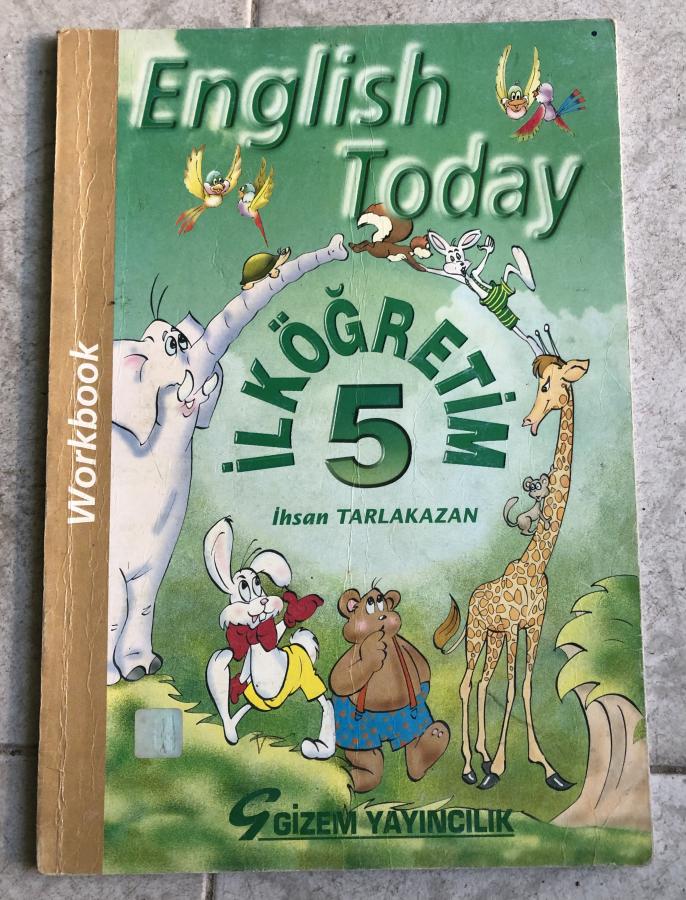 English
Today
İLKÖĞRETİM
5
İhsan TARLAKAZAN
Workbook
GİZEM YAYINCILIK